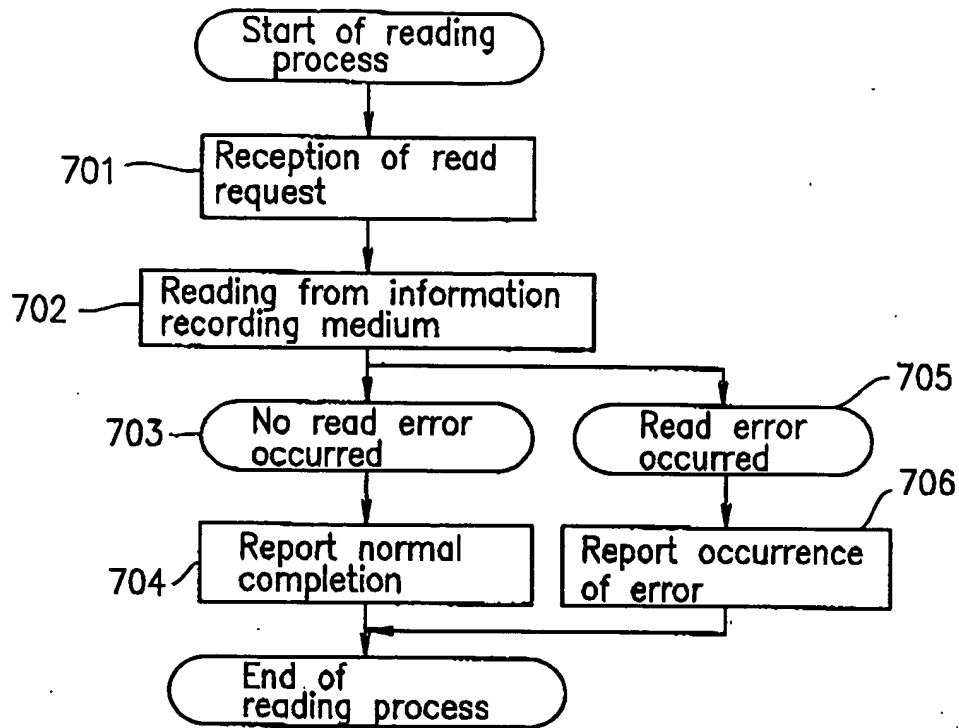 Start of reading
process
701
Reception of read
request
702
Reading from information
recording medium
703
No read error
occurred
705
Read error
occurred
704
Report normal
completion
706
Report occurrence
of error
End of
reading process